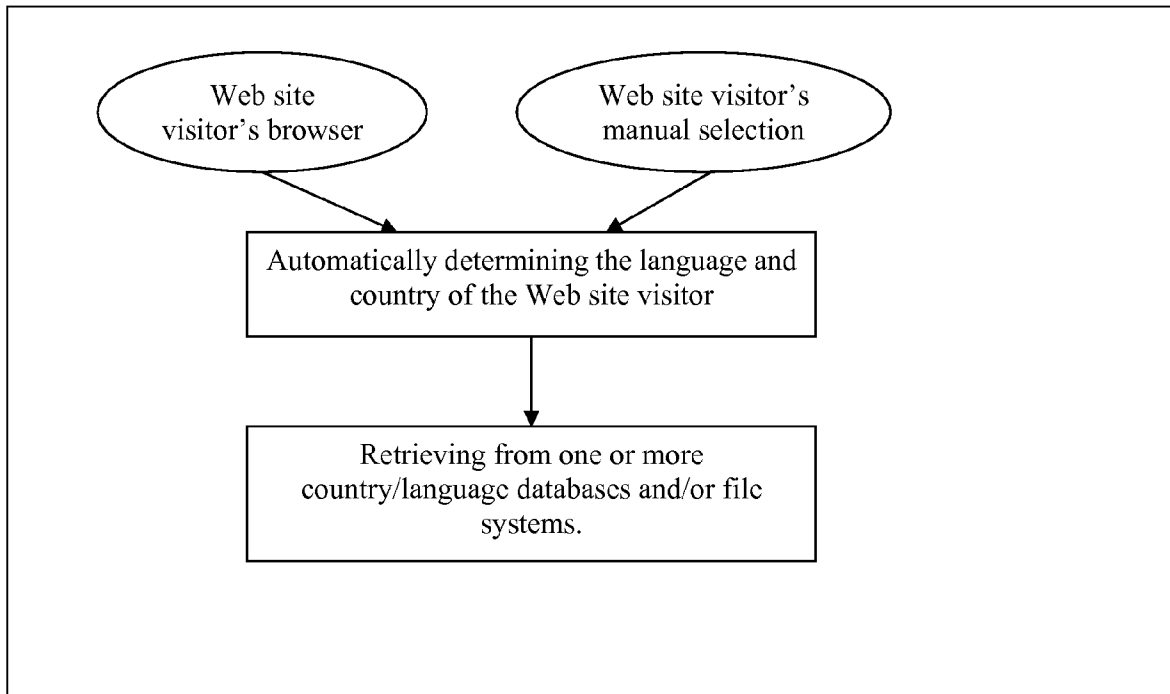 Web site
visitor's browser
Web site visitor's
manual selection
Automatically determining the language and
country of the Web site visitor
Retrieving from one or more
country/language databases and/or file
systems.